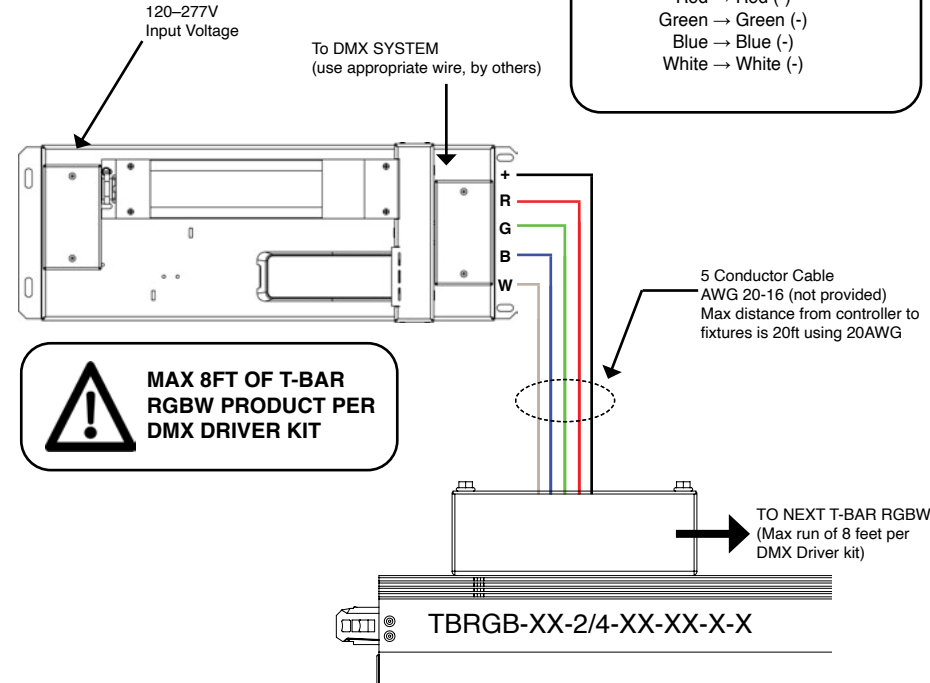 120–277V
Input Voltage
To DMX SYSTEM
(use appropriate wire, by others)
Green → Green (-)
Blue → Blue (-)
White → White (-)
+
R
G
B
W
5 Conductor Cable
AWG 20-16 (not provided)
Max distance from controller to
fixtures is 20ft using 20AWG
MAX 8FT OF T-BAR
RGBW PRODUCT PER
DMX DRIVER KIT
TO NEXT T-BAR RGBW
(Max run of 8 feet per
DMX Driver kit)
TBRGB-XX-2/4-XX-XX-X-X